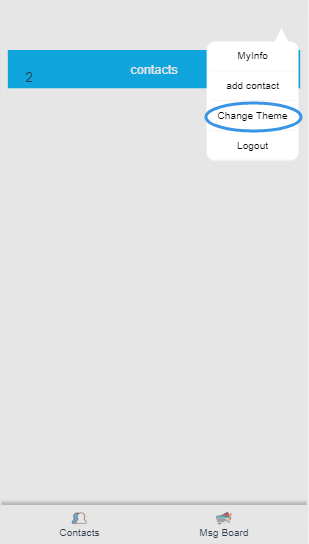 MyInfo
contacts
2
add contact
Change Theme
Logout
Contacts
Msg Board